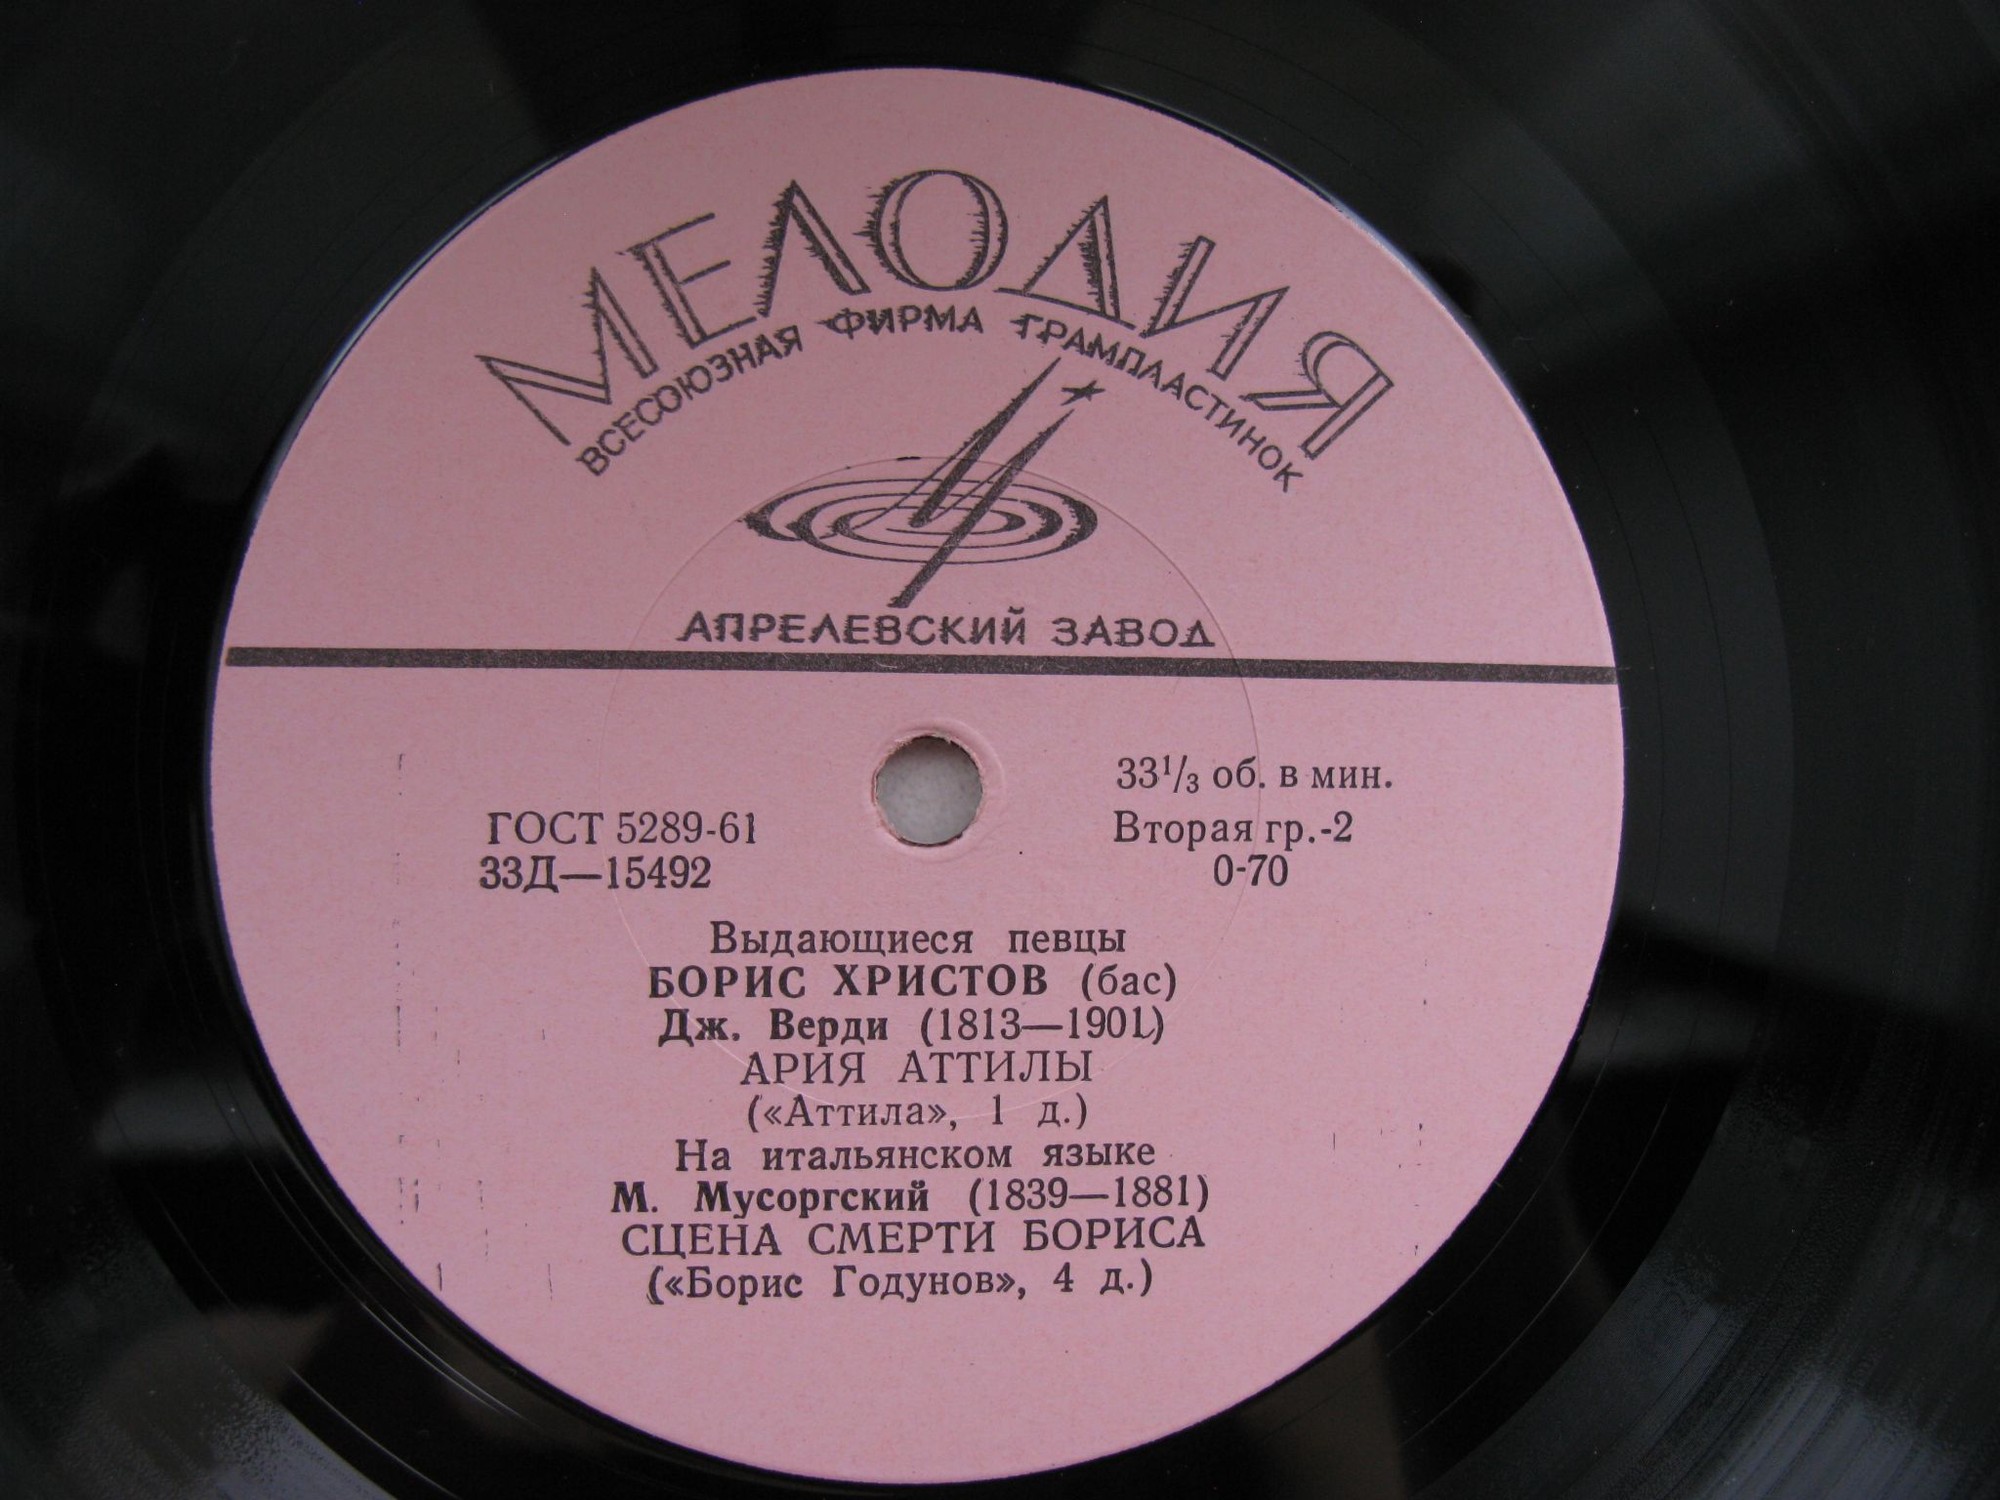 МЕЛОДИЯ
ВСЕСОЮЗНАЯ ФИРМА ГРАМПЛАСТИНОК
АПРЕЛЕВСКИЙ ЗАВОД
33¹/₃ об. в мин.
ГОСТ 5289-61
Вторая гр.-2
33Д—15492
0-70
Выдающиеся певцы
БОРИС ХРИСТОВ (бас)
Дж. Верди (1813—1901)
АРИЯ АТТИЛЫ
(«Аттила», 1 д.)
На итальянском языке
М. Мусоргский (1839—1881)
СЦЕНА СМЕРТИ БОРИСА
(«Борис Годунов», 4 д.)